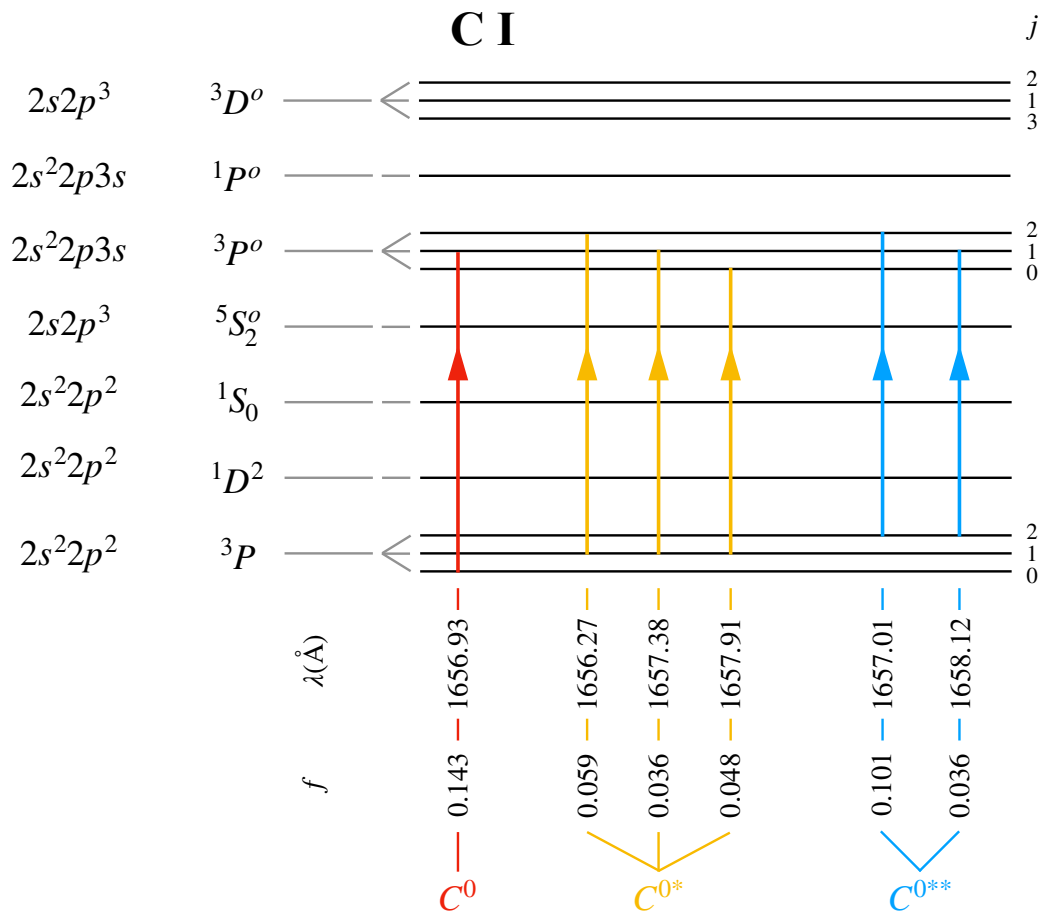 C I
j
2s2p³ ³Dᵒ 2
1
3
2s²2p3s ¹Pᵒ
2s²2p3s ³Pᵒ 2
1
0
2s2p³ ⁵S₂ᵒ
2s²2p² ¹S₀
2s²2p² ¹D²
2s²2p² ³P 2
1
0
λ(Å) 1656.93 1656.27 1657.38 1657.91 1657.01 1658.12
f 0.143 0.059 0.036 0.048 0.101 0.036
C⁰ C⁰* C⁰**